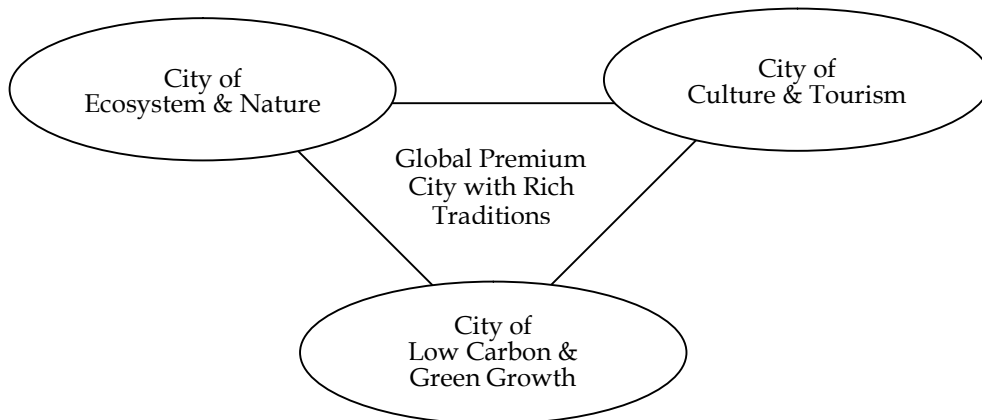 City of
Ecosystem & Nature
City of
Culture & Tourism
Global Premium
City with Rich
Traditions
City of
Low Carbon &
Green Growth